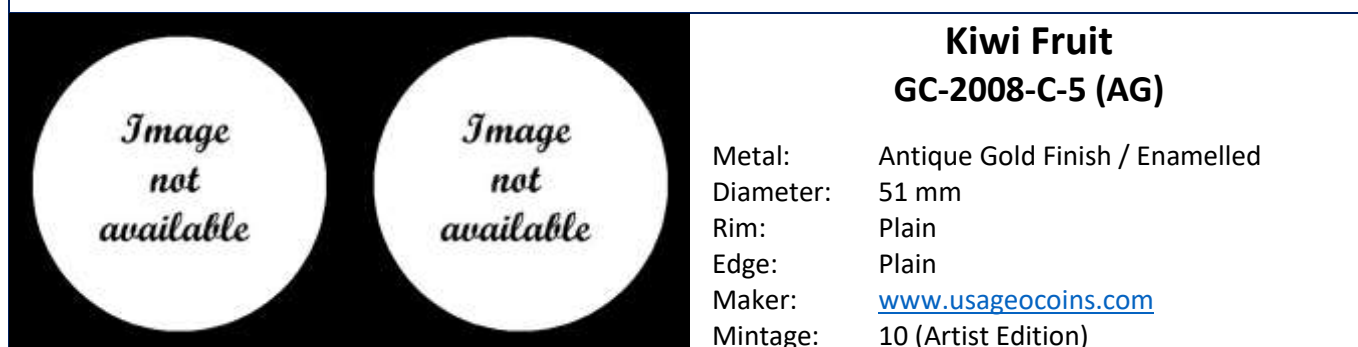 Image
not
available
Image
not
available
Kiwi Fruit
GC-2008-C-5 (AG)
Metal: Antique Gold Finish / Enamelled
Diameter: 51 mm
Rim: Plain
Edge: Plain
Maker: www.usageocoins.com
Mintage: 10 (Artist Edition)